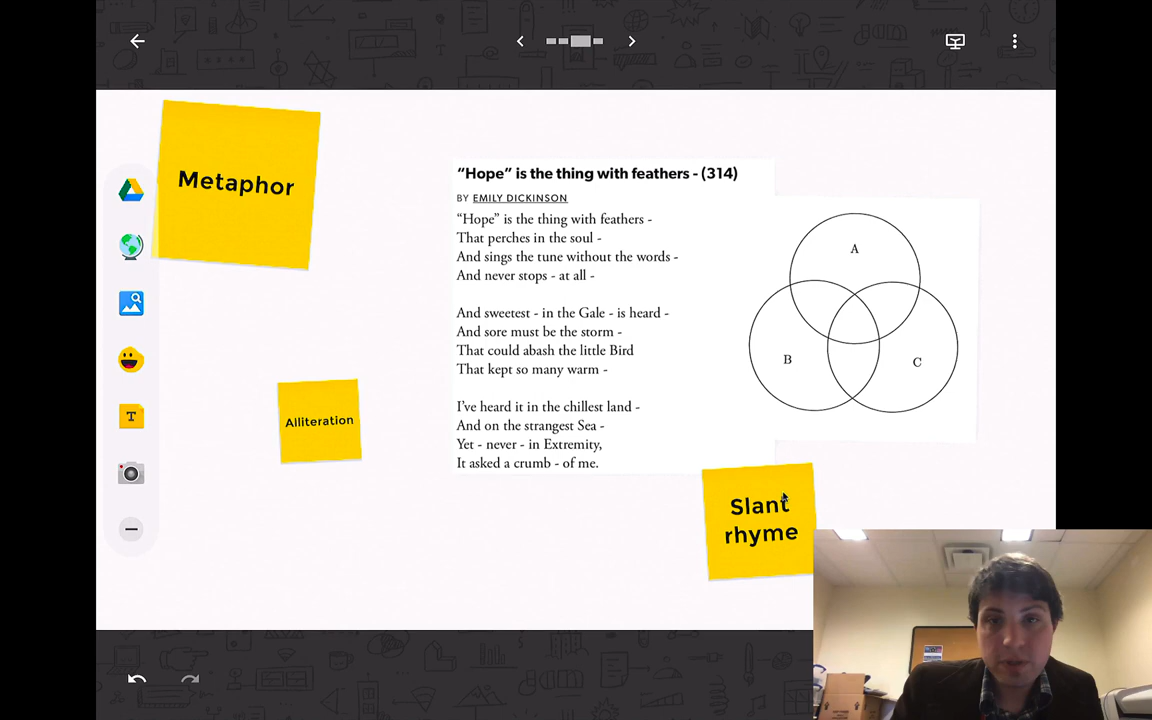 Metaphor
"Hope" is the thing with feathers - (314)
BY EMILY DICKINSON
"Hope" is the thing with feathers -
That perches in the soul -
And sings the tune without the words -
And never stops - at all -
And sweetest - in the Gale - is heard -
And sore must be the storm -
That could abash the little Bird
That kept so many warm -
I've heard it in the chillest land -
And on the strangest Sea -
Yet - never - in Extremity,
It asked a crumb - of me.
A
B
C
Alliteration
Slant
rhyme
T